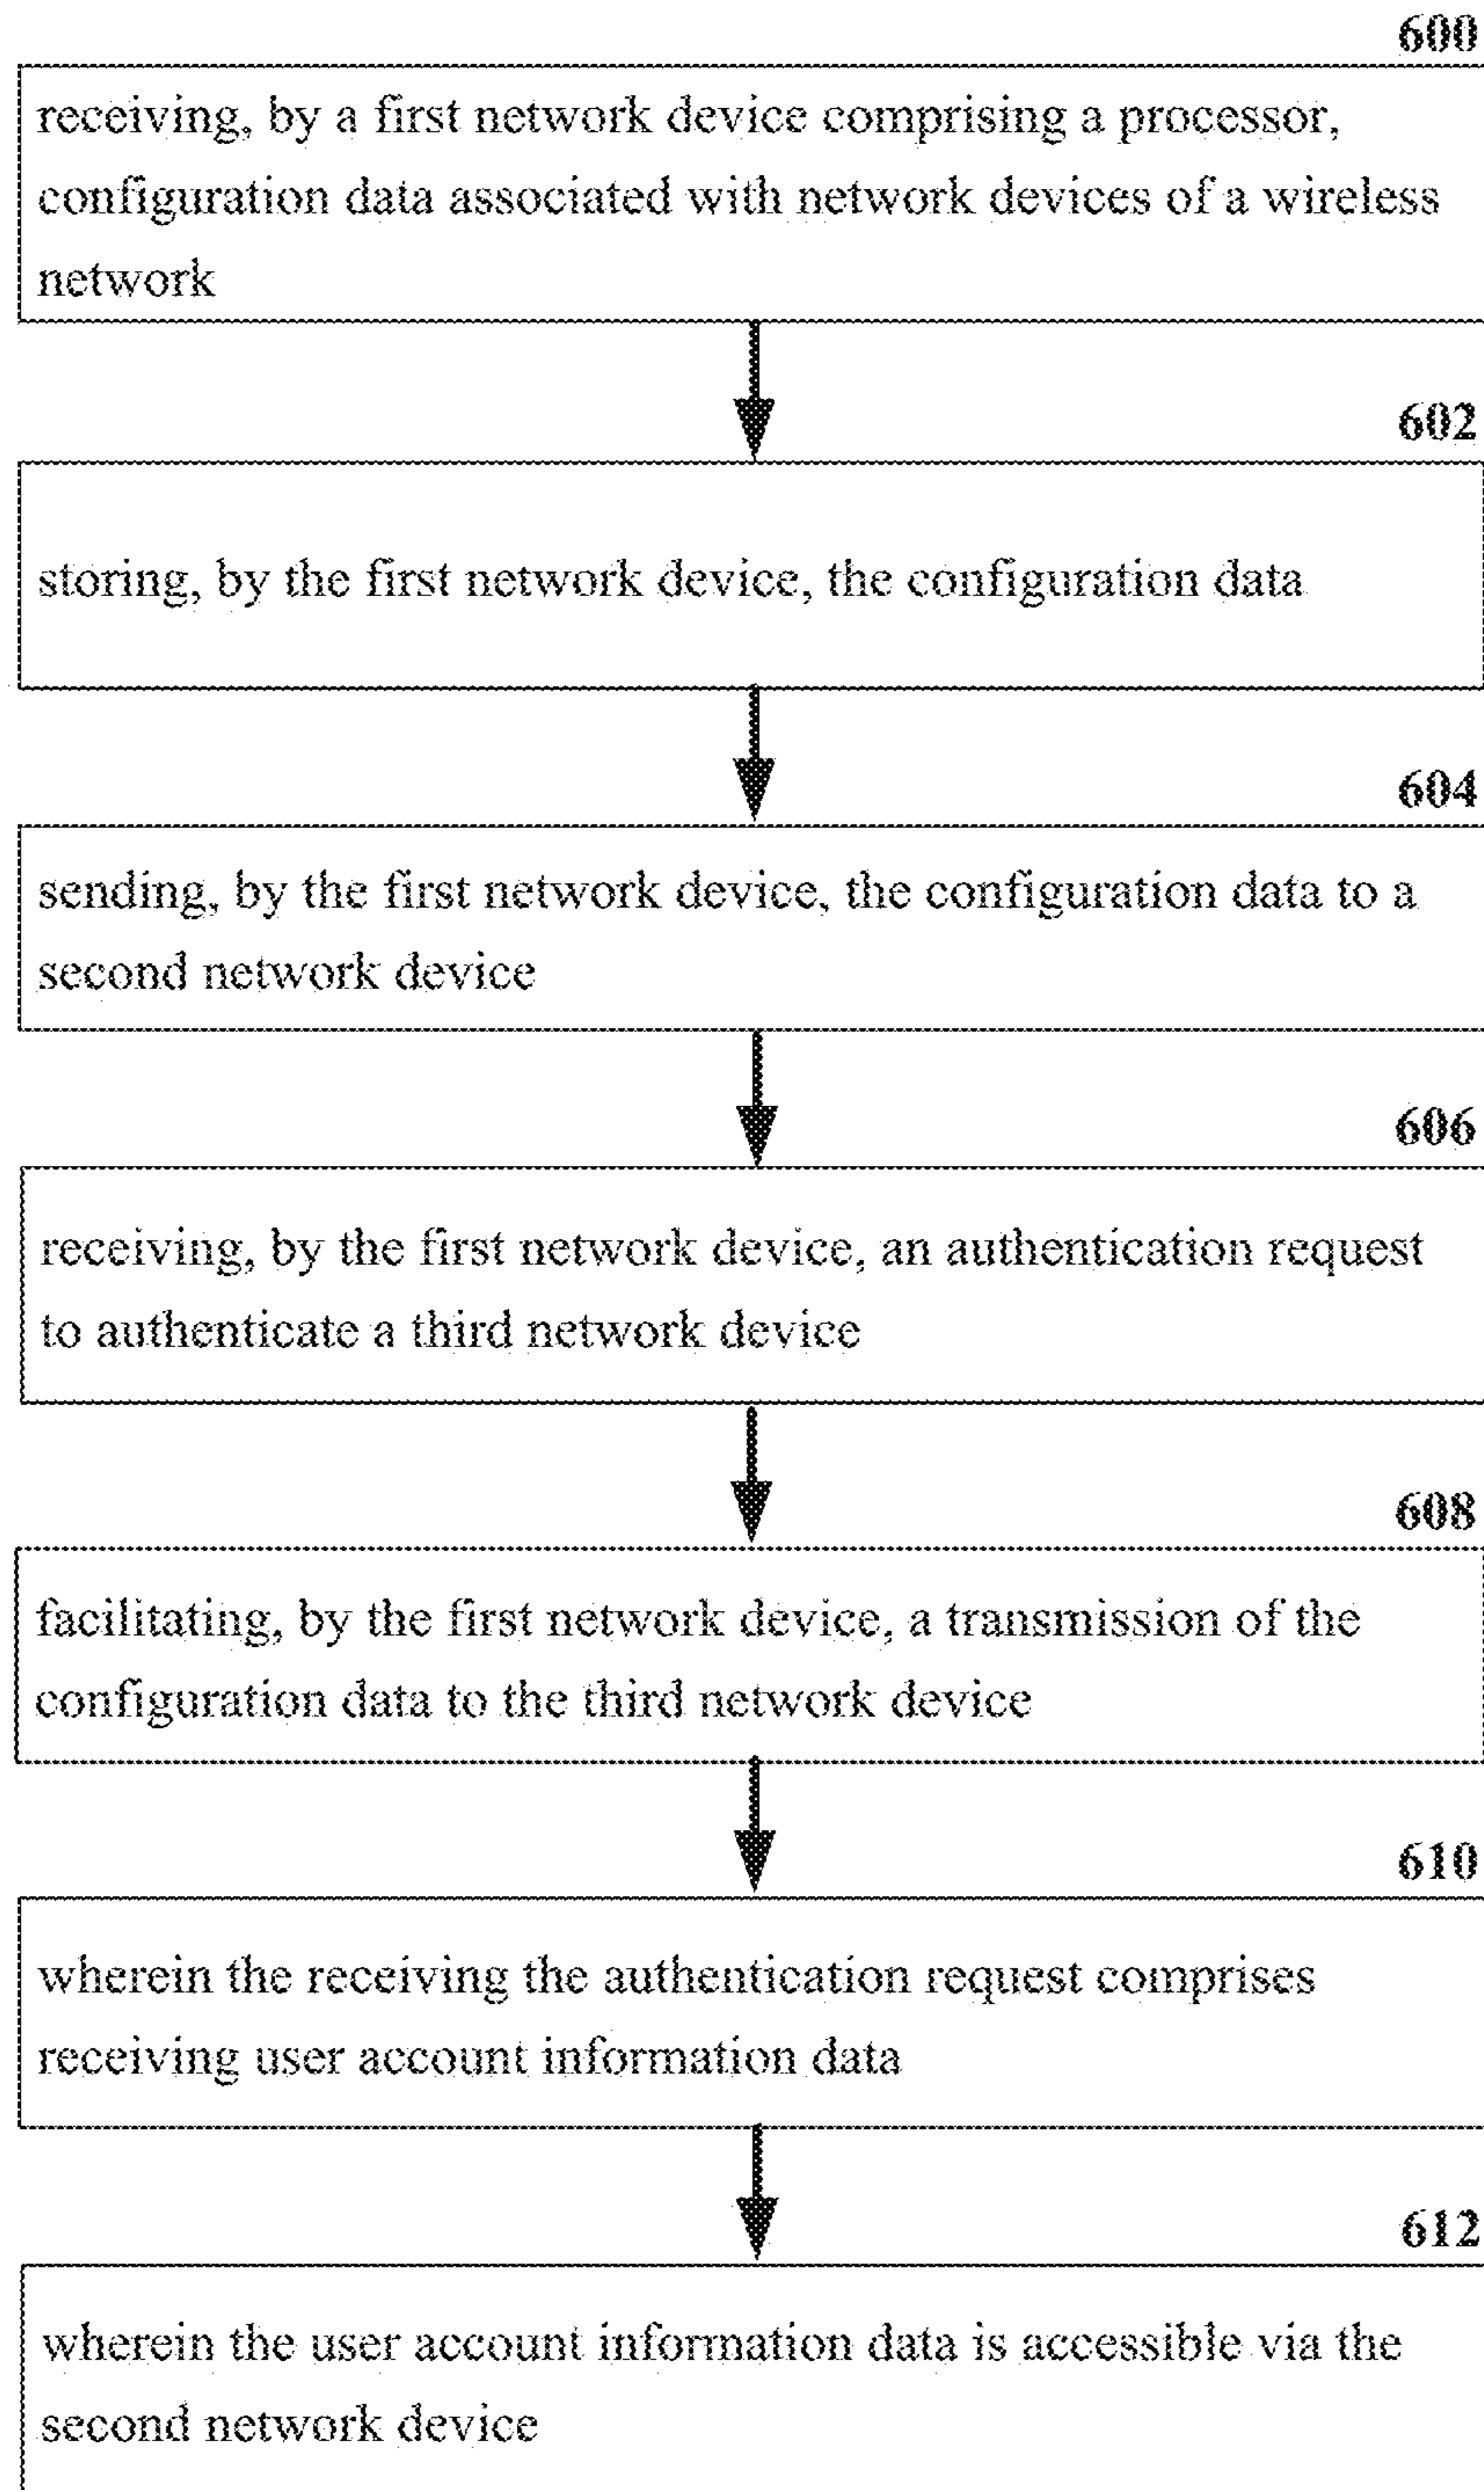 600
receiving, by a first network device comprising a processor,
configuration data associated with network devices of a wireless
network
602
storing, by the first network device, the configuration data
604
sending, by the first network device, the configuration data to a
second network device
606
receiving, by the first network device, an authentication request
to authenticate a third network device
608
facilitating, by the first network device, a transmission of the
configuration data to the third network device
610
wherein the receiving the authentication request comprises
receiving user account information data
612
wherein the user account information data is accessible via the
second network device